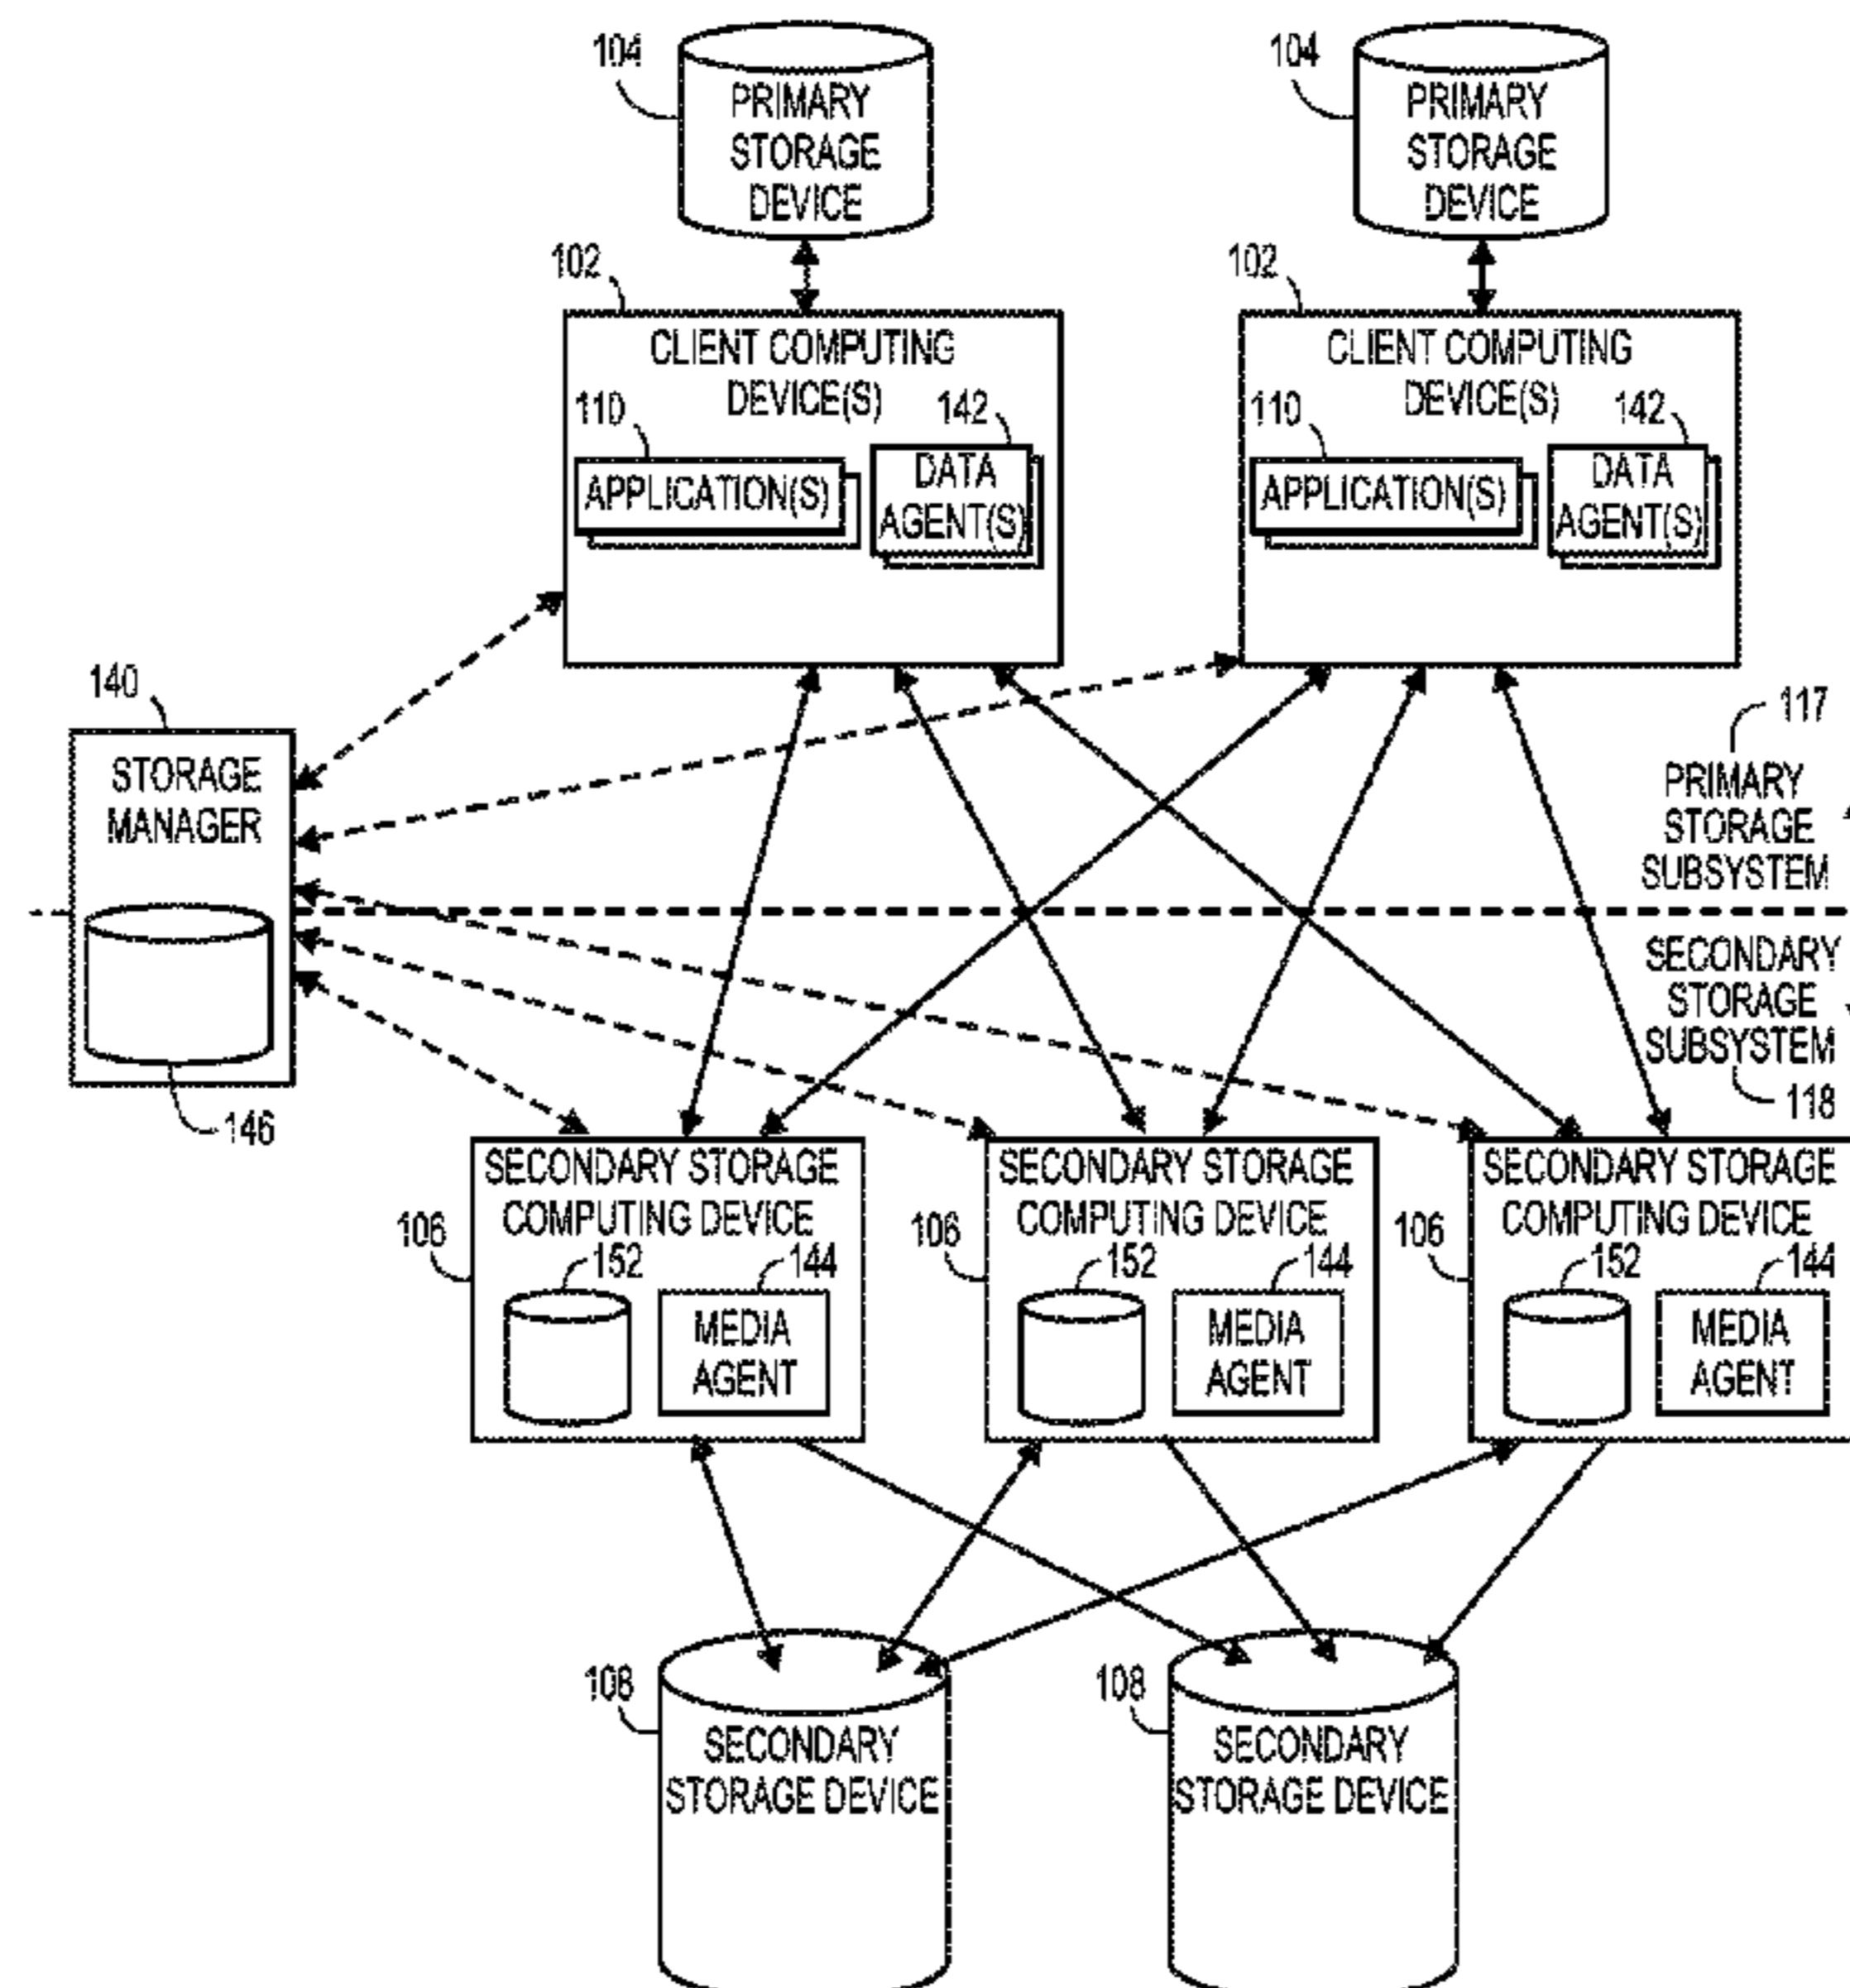 104
PRIMARY
STORAGE
DEVICE
104
PRIMARY
STORAGE
DEVICE
102
CLIENT COMPUTING
DEVICE(S)
110
142
APPLICATION(S)
DATA
AGENT(S)
102
CLIENT COMPUTING
DEVICE(S)
110
142
APPLICATION(S)
DATA
AGENT(S)
140
STORAGE
MANAGER
146
117
PRIMARY
STORAGE
SUBSYSTEM
SECONDARY
STORAGE
SUBSYSTEM
118
SECONDARY STORAGE
COMPUTING DEVICE
106
152
144
MEDIA
AGENT
SECONDARY STORAGE
COMPUTING DEVICE
106
152
144
MEDIA
AGENT
SECONDARY STORAGE
COMPUTING DEVICE
106
152
144
MEDIA
AGENT
108
SECONDARY
STORAGE DEVICE
108
SECONDARY
STORAGE DEVICE